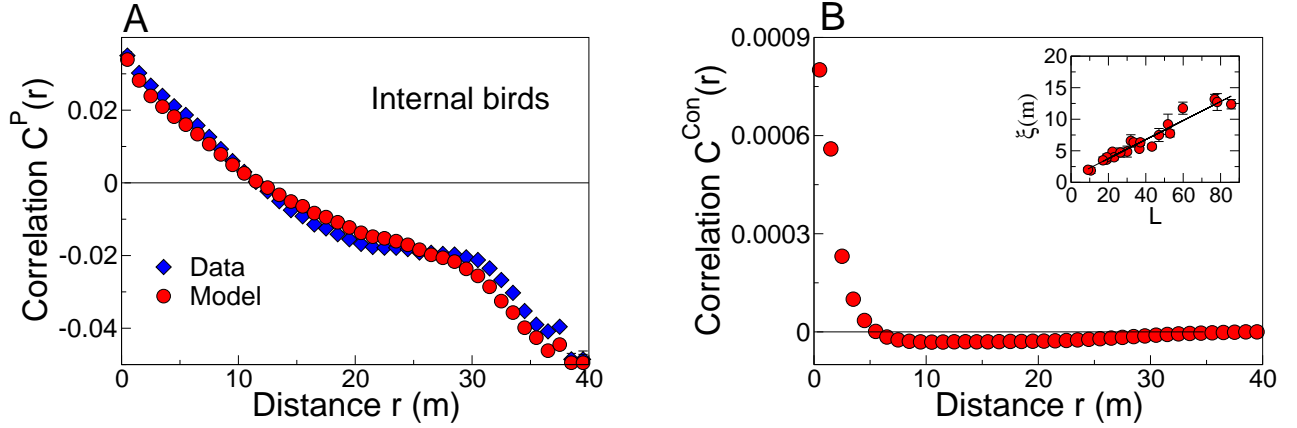 A
Correlation C^P(r)
0.02
0
-0.02
-0.04
Internal birds
Data
Model
0 10 20 30 40
Distance r (m)
B
Correlation C^Con(r)
0.0009
0.0006
0.0003
0
ξ(m)
20
15
10
5
0
0 20 40 60 80
L
0 10 20 30 40
Distance r (m)